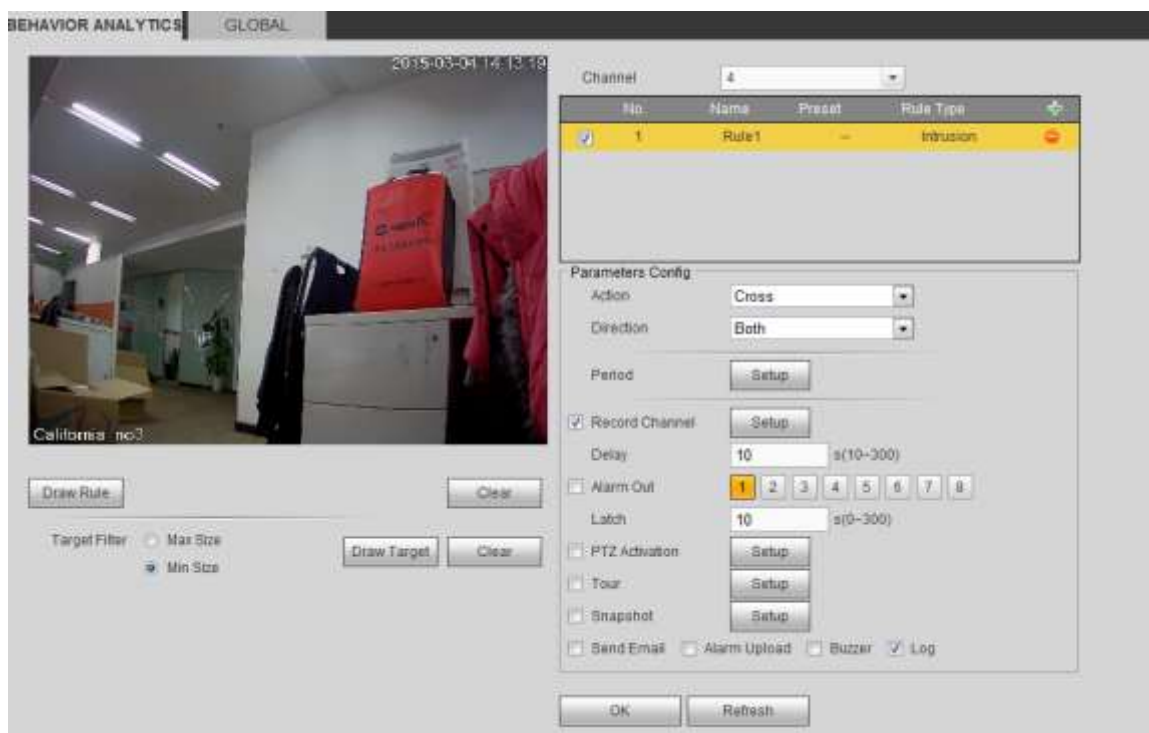 BEHAVIOR ANALYTICS GLOBAL
2015-03-04 14:13:19
California no3
Draw Rule Clear
Target Filter Max Size
Min Size
Draw Target Clear
Channel 4
No. Name Preset Rule Type
1 Rule1 -- Intrusion
Parameters Config
Action Cross
Direction Both
Period Setup
Record Channel Setup
Delay 10 s(10~300)
Alarm Out 1 2 3 4 5 6 7 8
Latch 10 s(0~300)
PTZ Activation Setup
Tour Setup
Snapshot Setup
Send Email Alarm Upload Buzzer Log
OK Refresh